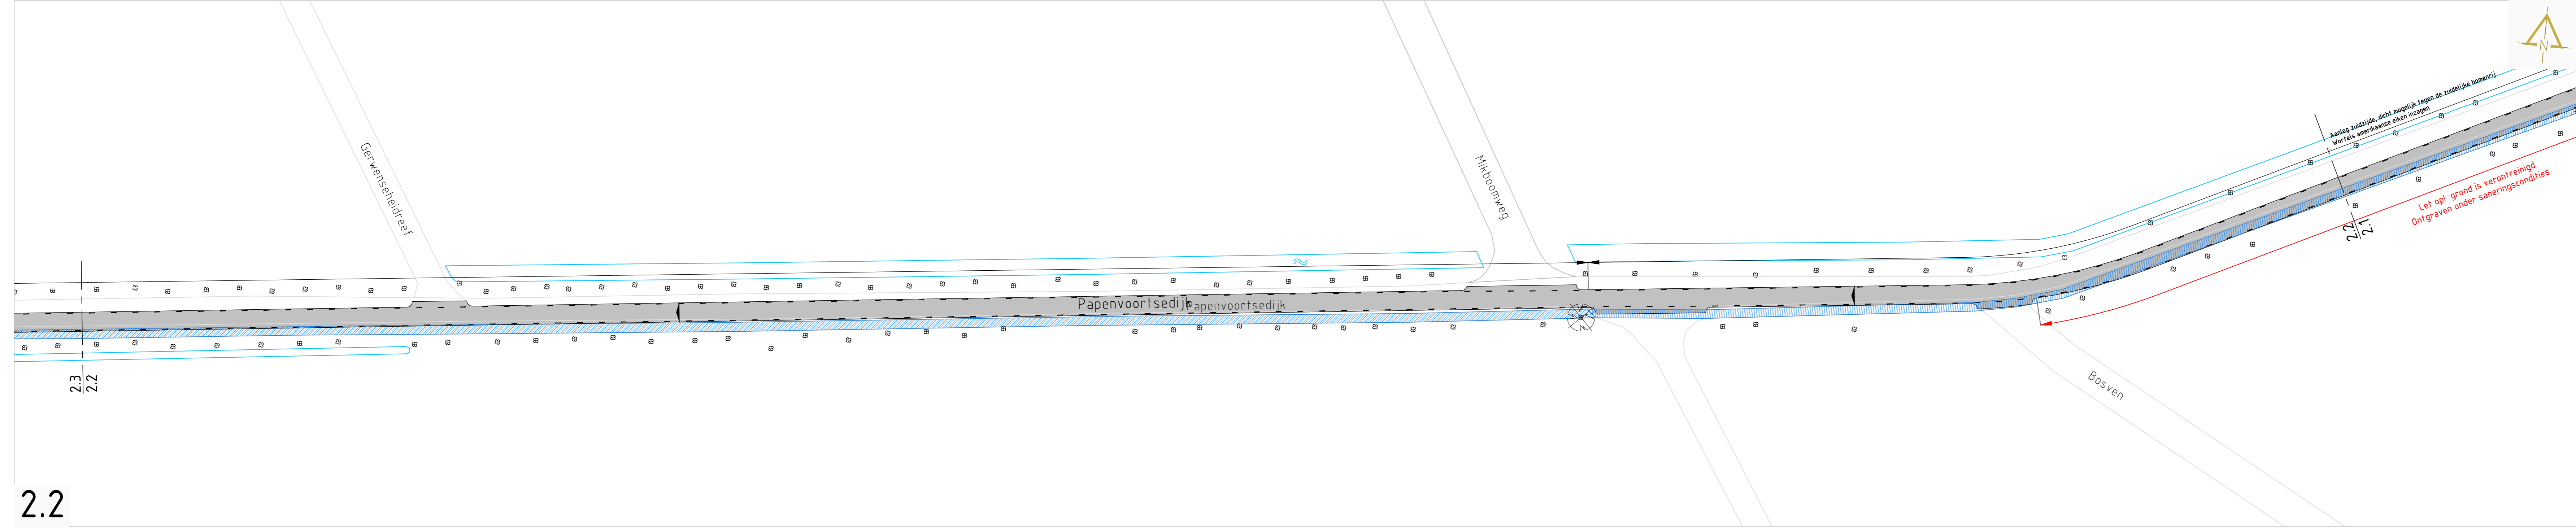 N
Gerwenseheidreef
Mikboomweg
Aanleg zuidzijde, dicht mogelijk tegen de zuidelijke bomenrij
Wortels amerikaanse eiken inzagen
Let op! grond is verontreinigd
Ontgraven onder saneringscondities
2.2
2.1
Papenvoortsedijk
Papenvoortsedijk
2.3
2.2
Bosven
2.2